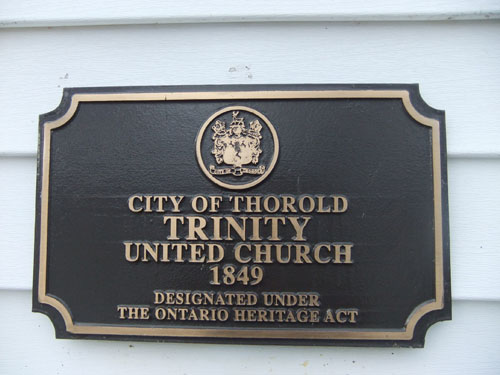 CITY OF THOROLD
TRINITY
UNITED CHURCH
1849
DESIGNATED UNDER
THE ONTARIO HERITAGE ACT